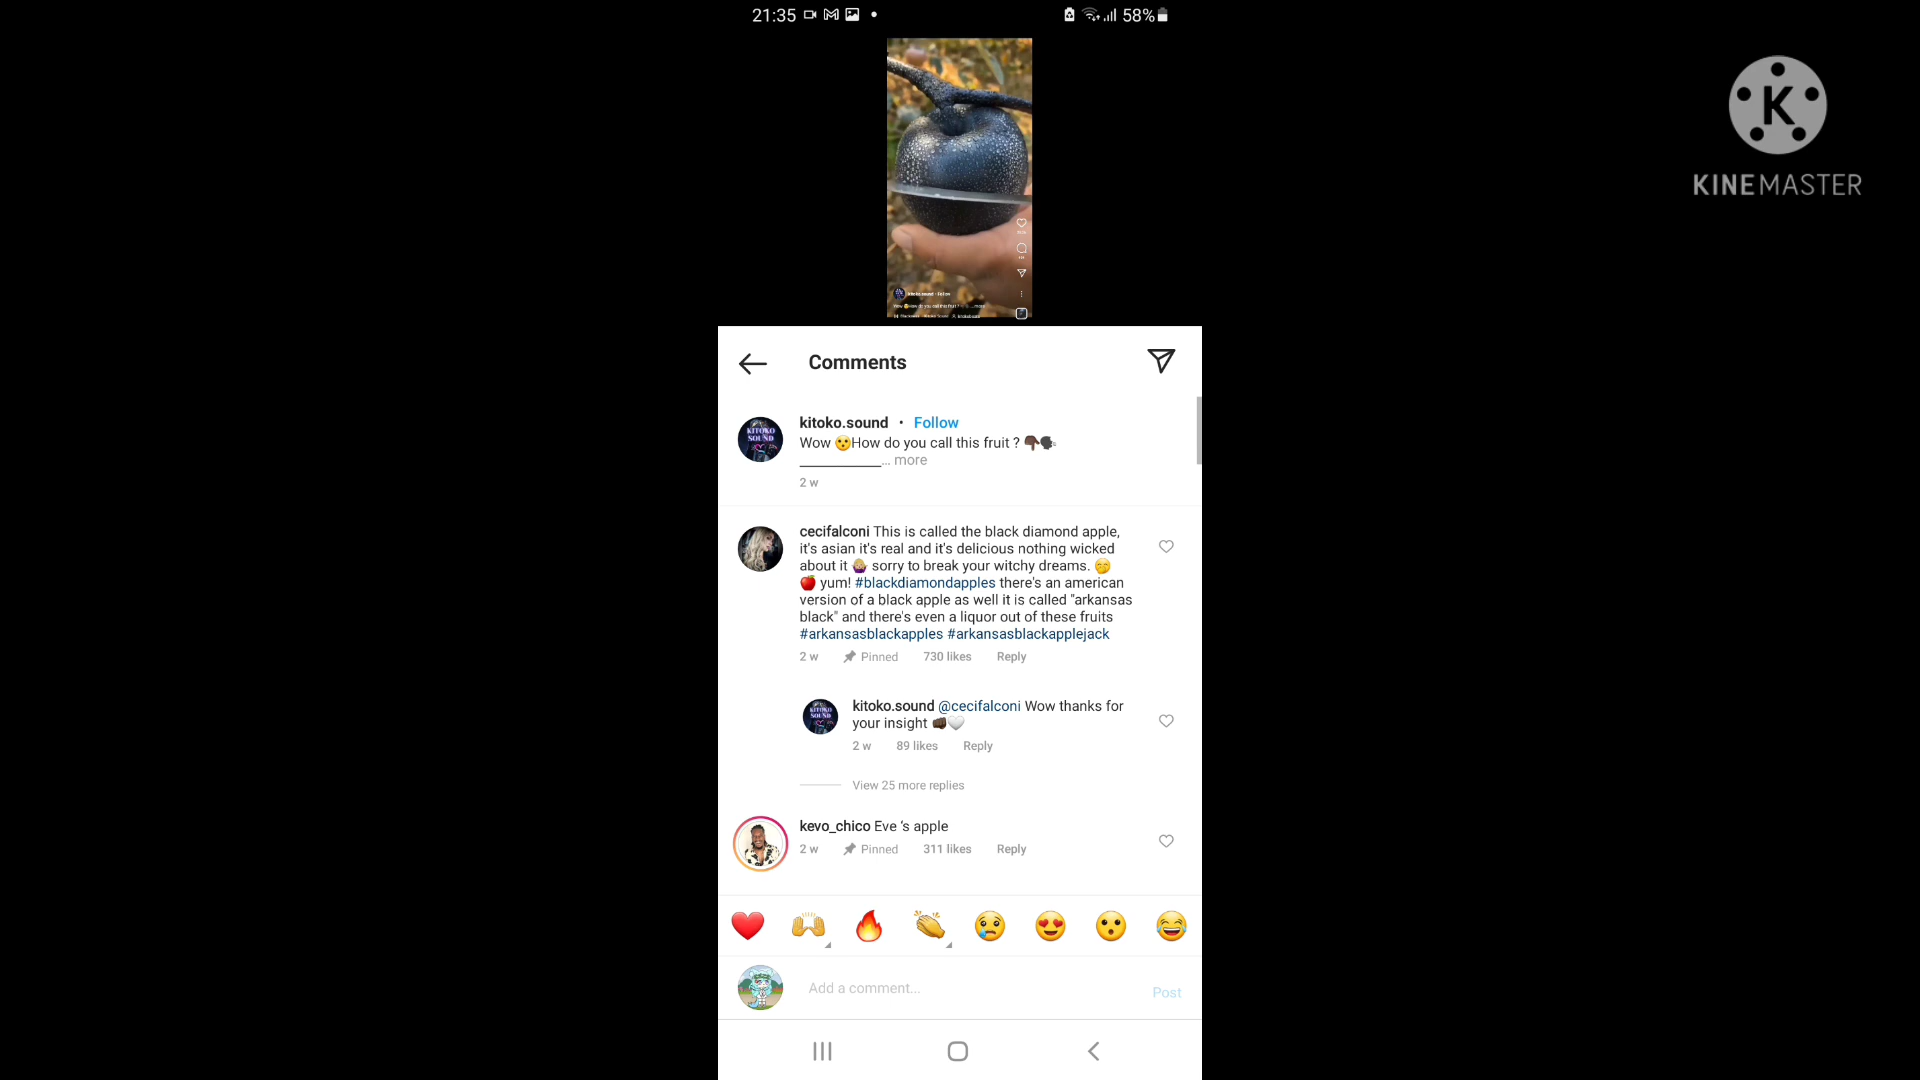 21:35
58%
KINEMASTER
Comments
kitoko.sound • Follow
Wow 😯How do you call this fruit ? 👇🏿🗣
____________... more
2 w
cecifalconi This is called the black diamond apple,
it's asian it's real and it's delicious nothing wicked
about it 🤷🏼‍♀️ sorry to break your witchy dreams. 🤭
🍎 yum! #blackdiamondapples there's an american
version of a black apple as well it is called "arkansas
black" and there's even a liquor out of these fruits
#arkansasblackapples #arkansasblackapplejack
2 w Pinned 730 likes Reply
kitoko.sound @cecifalconi Wow thanks for
your insight ✊🏿🤍
2 w 89 likes Reply
View 25 more replies
kevo_chico Eve ‘s apple
2 w Pinned 311 likes Reply
Add a comment...
Post